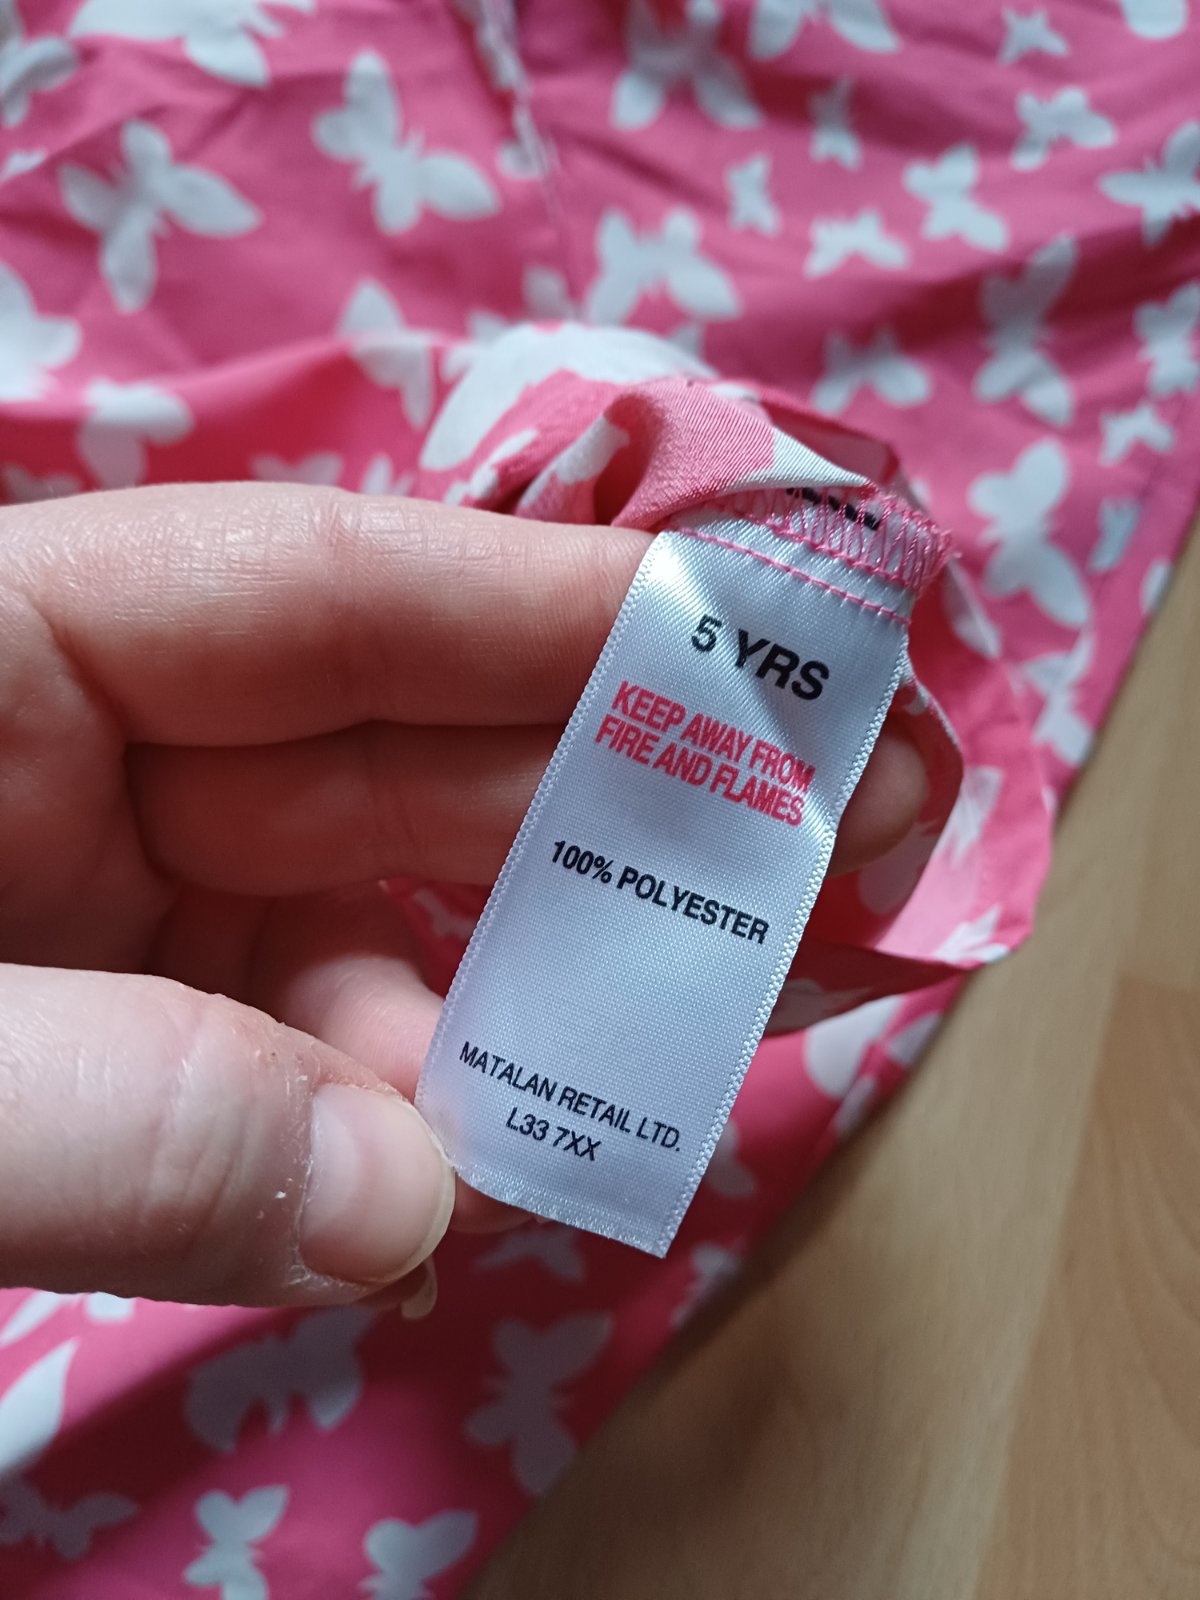 5 YRS
KEEP AWAY FROM
FIRE AND FLAMES
100% POLYESTER
MATALAN RETAIL LTD.
L33 7XX